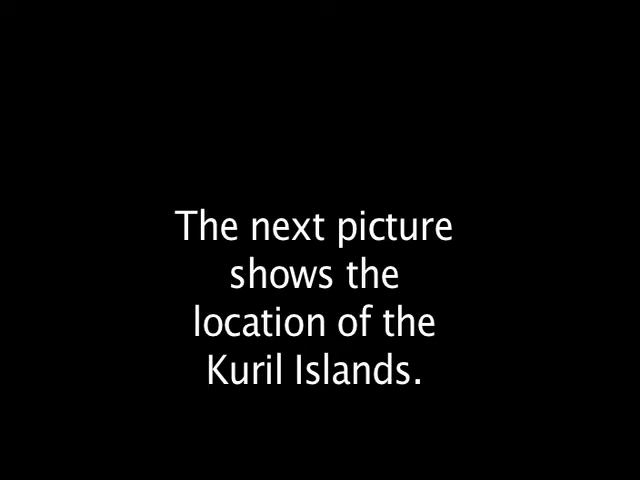 The next picture
shows the
location of the
Kuril Islands.